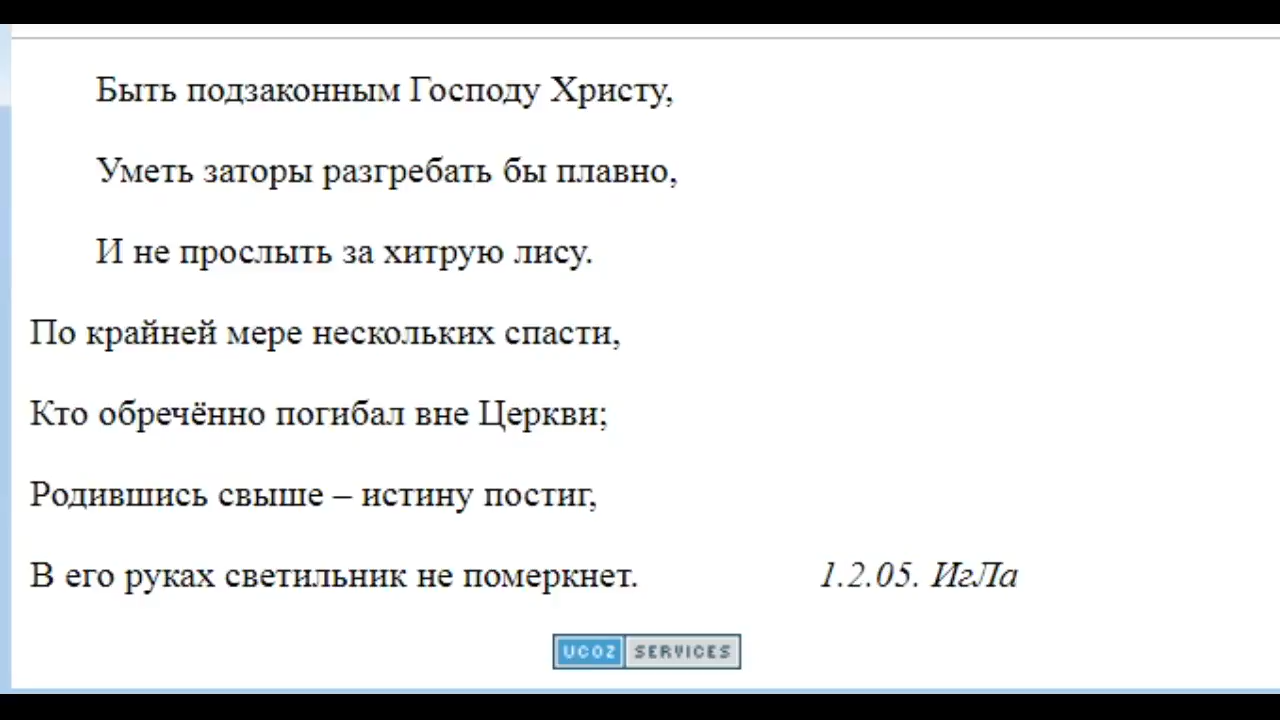 Быть подзаконным Господу Христу,
Уметь заторы разгребать бы плавно,
И не прослыть за хитрую лису.
По крайней мере нескольких спасти,
Кто обречённо погибал вне Церкви;
Родившись свыше – истину постиг,
В его руках светильник не померкнет. 1.2.05. ИгЛа
UCOZ SERVICES